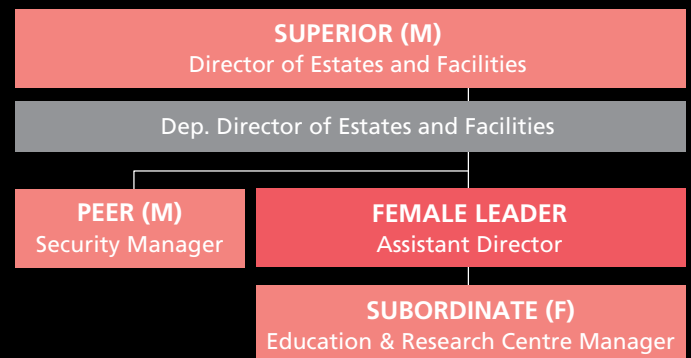 SUPERIOR (M)
Director of Estates and Facilities
Dep. Director of Estates and Facilities
PEER (M)
Security Manager
FEMALE LEADER
Assistant Director
SUBORDINATE (F)
Education & Research Centre Manager